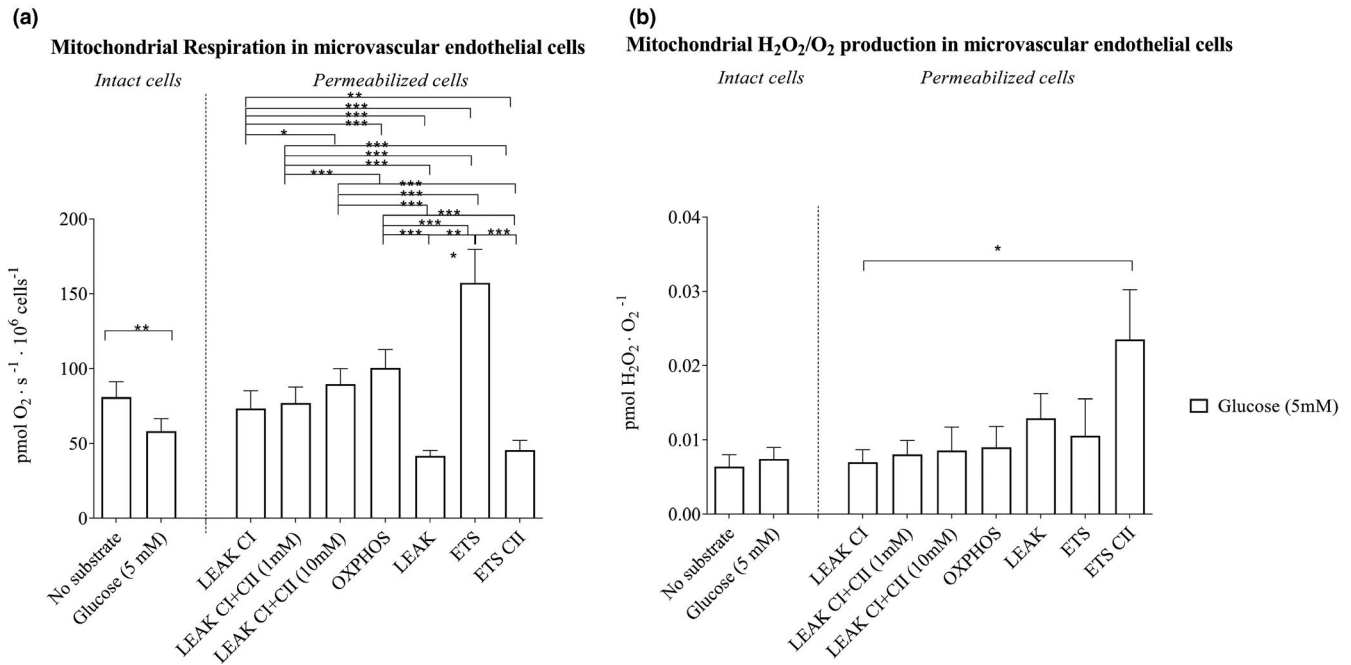 (a)
Mitochondrial Respiration in microvascular endothelial cells
Intact cells
Permeabilized cells
**
***
***
***
*
***
***
***
***
***
***
***
***
***
***
**
***
*
**
pmol O₂ · s⁻¹ · 10⁶ cells⁻¹
200
150
100
50
0
No substrate
Glucose (5 mM)
LEAK CI
LEAK CI+CII (1mM)
LEAK CI+CII (10mM)
OXPHOS
LEAK
ETS
ETS CII
(b)
Mitochondrial H₂O₂/O₂ production in microvascular endothelial cells
Intact cells
Permeabilized cells
*
pmol H₂O₂ · O₂ ⁻¹
0.04
0.03
0.02
0.01
0.00
No substrate
Glucose (5 mM)
LEAK CI
LEAK CI+CII (1mM)
LEAK CI+CII (10mM)
OXPHOS
LEAK
ETS
ETS CII
Glucose (5mM)